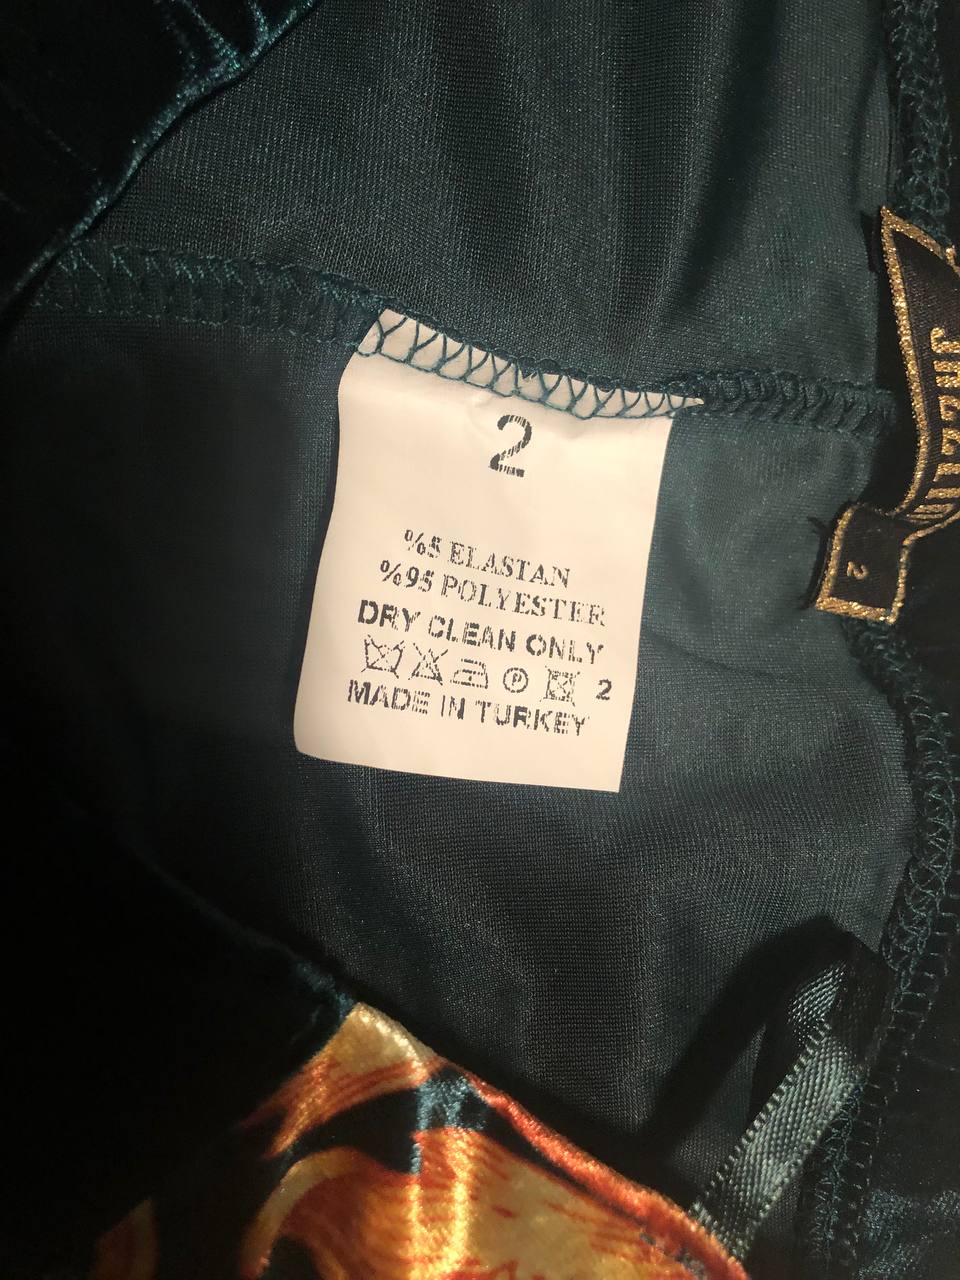 2
%5 ELASTAN
%95 POLYESTER
DRY CLEAN ONLY
P 2
MADE IN TURKEY
2